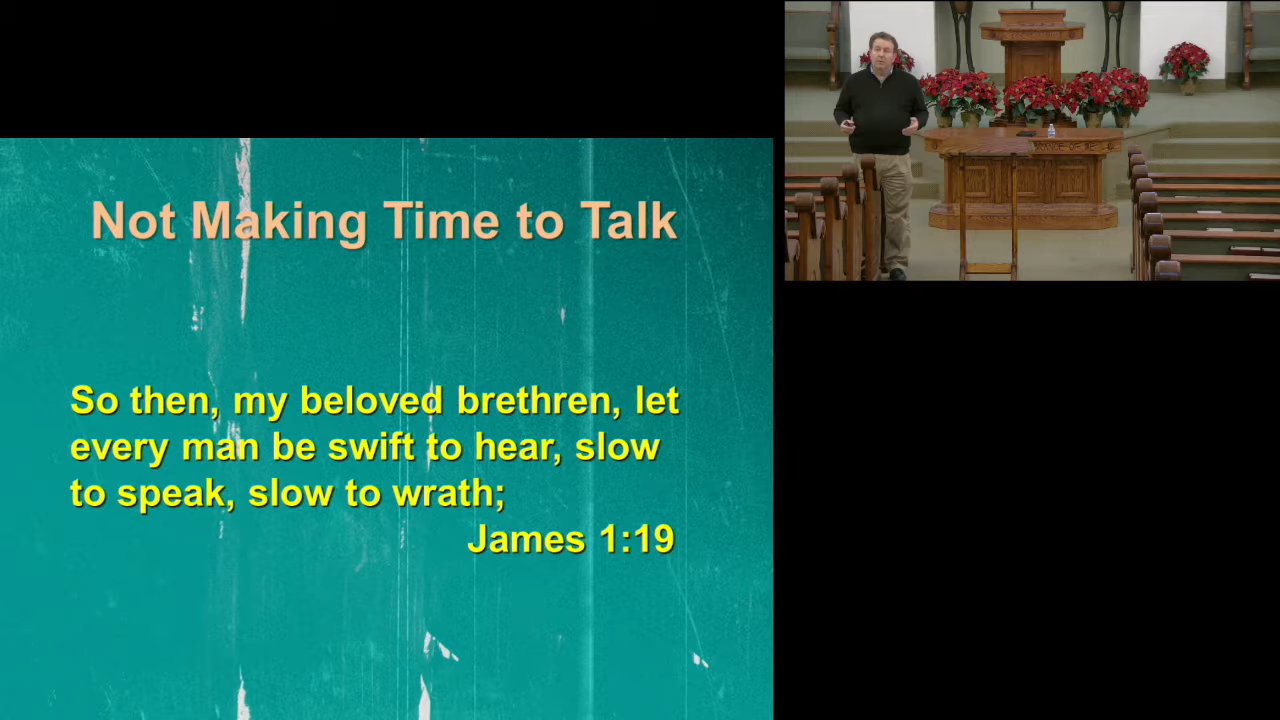 Not Making Time to Talk
So then, my beloved brethren, let
every man be swift to hear, slow
to speak, slow to wrath;
James 1:19